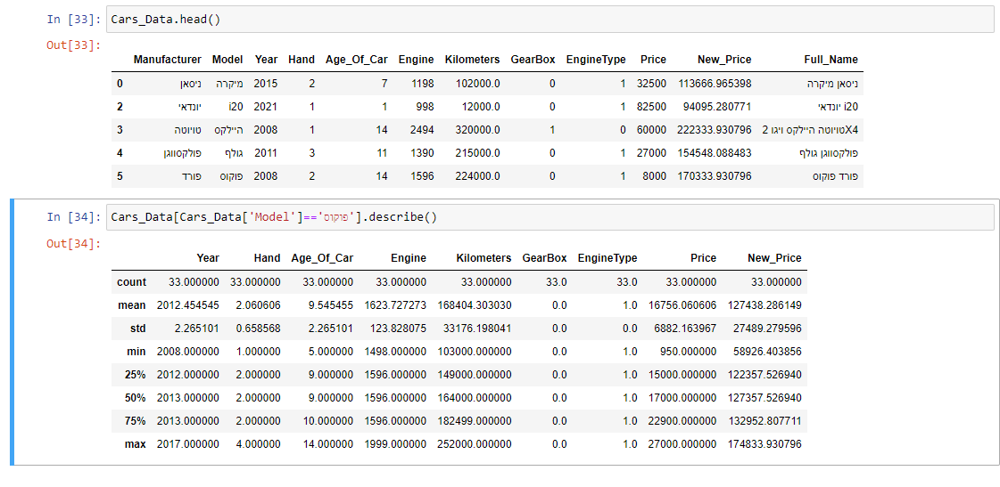 In [33]: Cars_Data.head()
Out[33]:
Manufacturer Model Year Hand Age_Of_Car Engine Kilometers GearBox EngineType Price New_Price Full_Name
0 ניסאן מיקרה 2015 2 7 1198 102000.0 0 1 32500 113666.965398 ניסאן מיקרה
2 יונדאי i20 2021 1 1 998 12000.0 0 1 82500 94095.280771 יונדאי i20
3 טויוטה היילקס 2008 1 14 2494 320000.0 1 0 60000 222333.930796 טויוטה היילקס ויגו 2X4
4 פולקסווגן גולף 2011 3 11 1390 215000.0 0 1 27000 154548.088483 פולקסווגן גולף
5 פורד פוקוס 2008 2 14 1596 224000.0 0 1 8000 170333.930796 פורד פוקוס
In [34]: Cars_Data[Cars_Data['Model']=='פוקוס'].describe()
Out[34]:
Year Hand Age_Of_Car Engine Kilometers GearBox EngineType Price New_Price
count 33.000000 33.000000 33.000000 33.000000 33.000000 33.0 33.0 33.000000 33.000000
mean 2012.454545 2.060606 9.545455 1623.727273 168404.303030 0.0 1.0 16756.060606 127438.286149
std 2.265101 0.658568 2.265101 123.828075 33176.198041 0.0 0.0 6882.163967 27489.279596
min 2008.000000 1.000000 5.000000 1498.000000 103000.000000 0.0 1.0 950.000000 58926.403856
25% 2012.000000 2.000000 9.000000 1596.000000 149000.000000 0.0 1.0 15000.000000 122357.526940
50% 2013.000000 2.000000 9.000000 1596.000000 164000.000000 0.0 1.0 17000.000000 127357.526940
75% 2013.000000 2.000000 10.000000 1596.000000 182499.000000 0.0 1.0 22900.000000 132952.807711
max 2017.000000 4.000000 14.000000 1999.000000 252000.000000 0.0 1.0 27000.000000 174833.930796